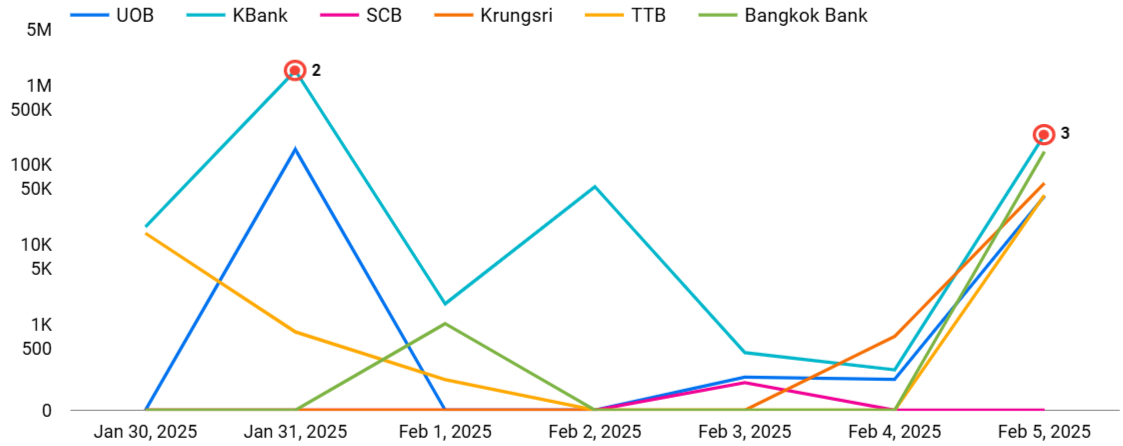 UOB KBank SCB Krungsri TTB Bangkok Bank
5M
1M
500K
100K
50K
10K
5K
1K
500
0
2
3
Jan 30, 2025 Jan 31, 2025 Feb 1, 2025 Feb 2, 2025 Feb 3, 2025 Feb 4, 2025 Feb 5, 2025